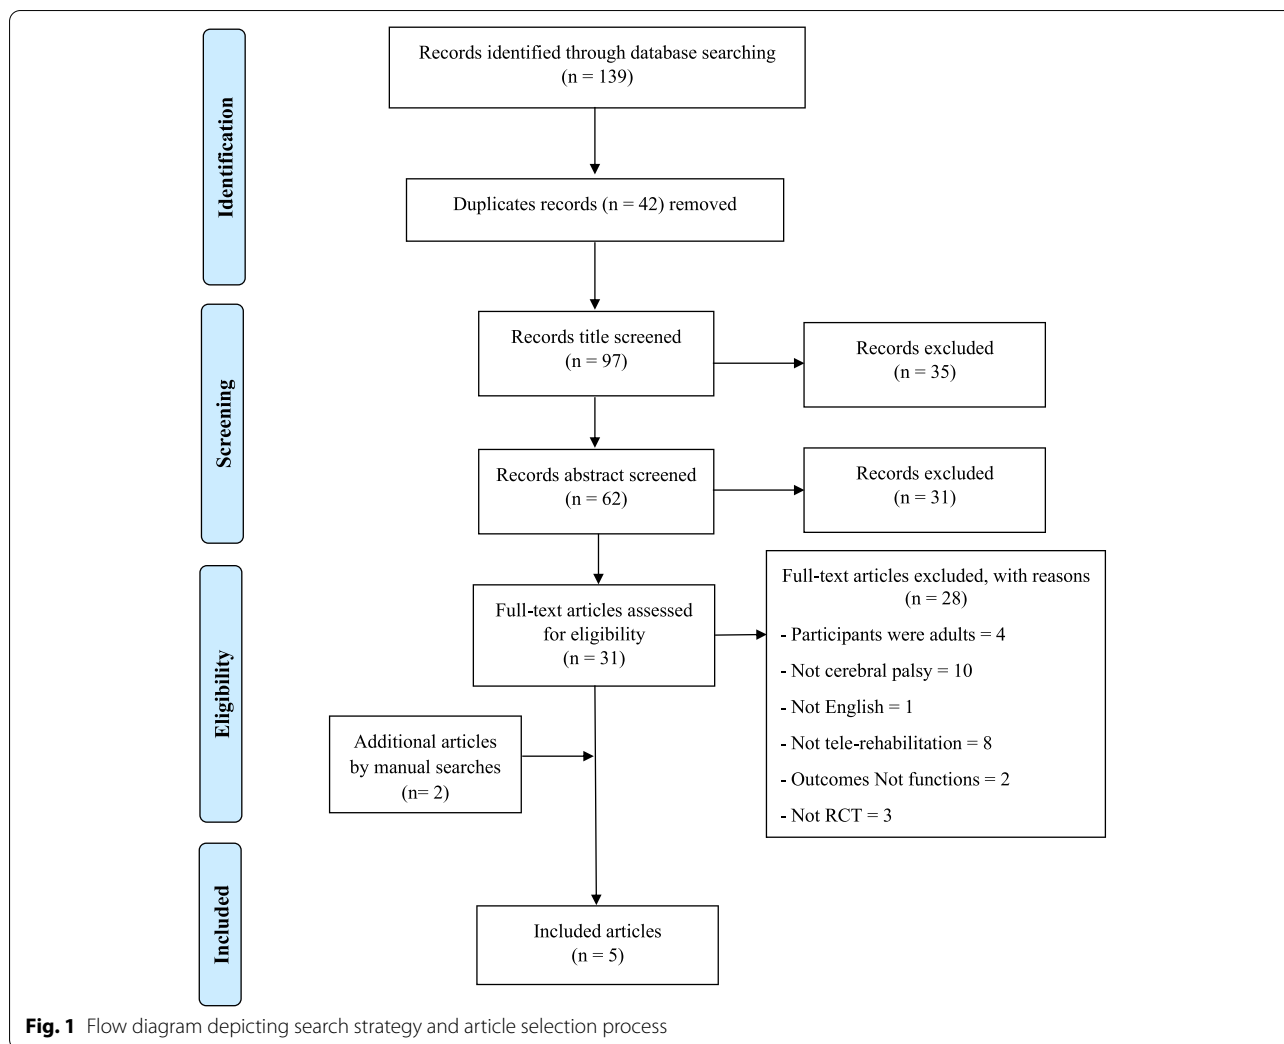 Identification
Records identified through database searching
(n = 139)
Duplicates records (n = 42) removed
Screening
Records title screened
(n = 97)
Records excluded
(n = 35)
Records abstract screened
(n = 62)
Records excluded
(n = 31)
Eligibility
Full-text articles assessed
for eligibility
(n = 31)
Full-text articles excluded, with reasons
(n = 28)
- Participants were adults = 4
- Not cerebral palsy = 10
- Not English = 1
- Not tele-rehabilitation = 8
- Outcomes Not functions = 2
- Not RCT = 3
Additional articles
by manual searches
(n= 2)
Included
Included articles
(n = 5)
Fig. 1 Flow diagram depicting search strategy and article selection process